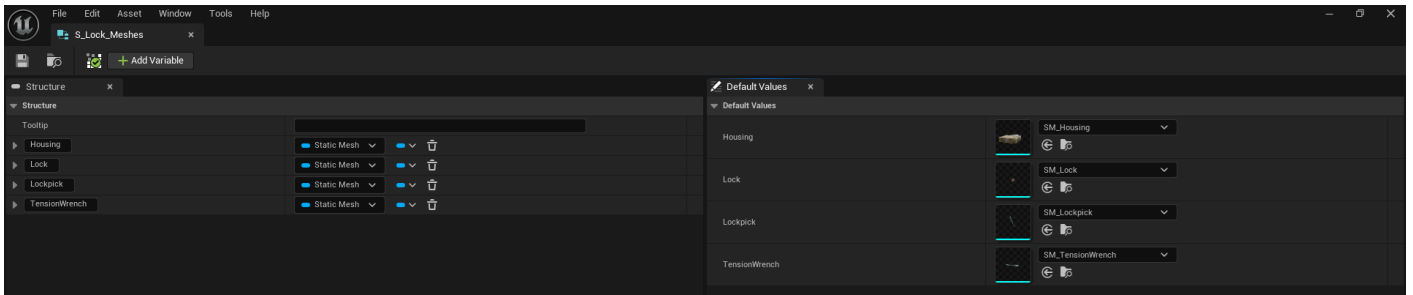 File Edit Asset Window Tools Help
S_Lock_Meshes
Add Variable
Structure
Structure
Tooltip
Housing Static Mesh
Lock Static Mesh
Lockpick Static Mesh
TensionWrench Static Mesh
Default Values
Default Values
Housing SM_Housing
Lock SM_Lock
Lockpick SM_Lockpick
TensionWrench SM_TensionWrench